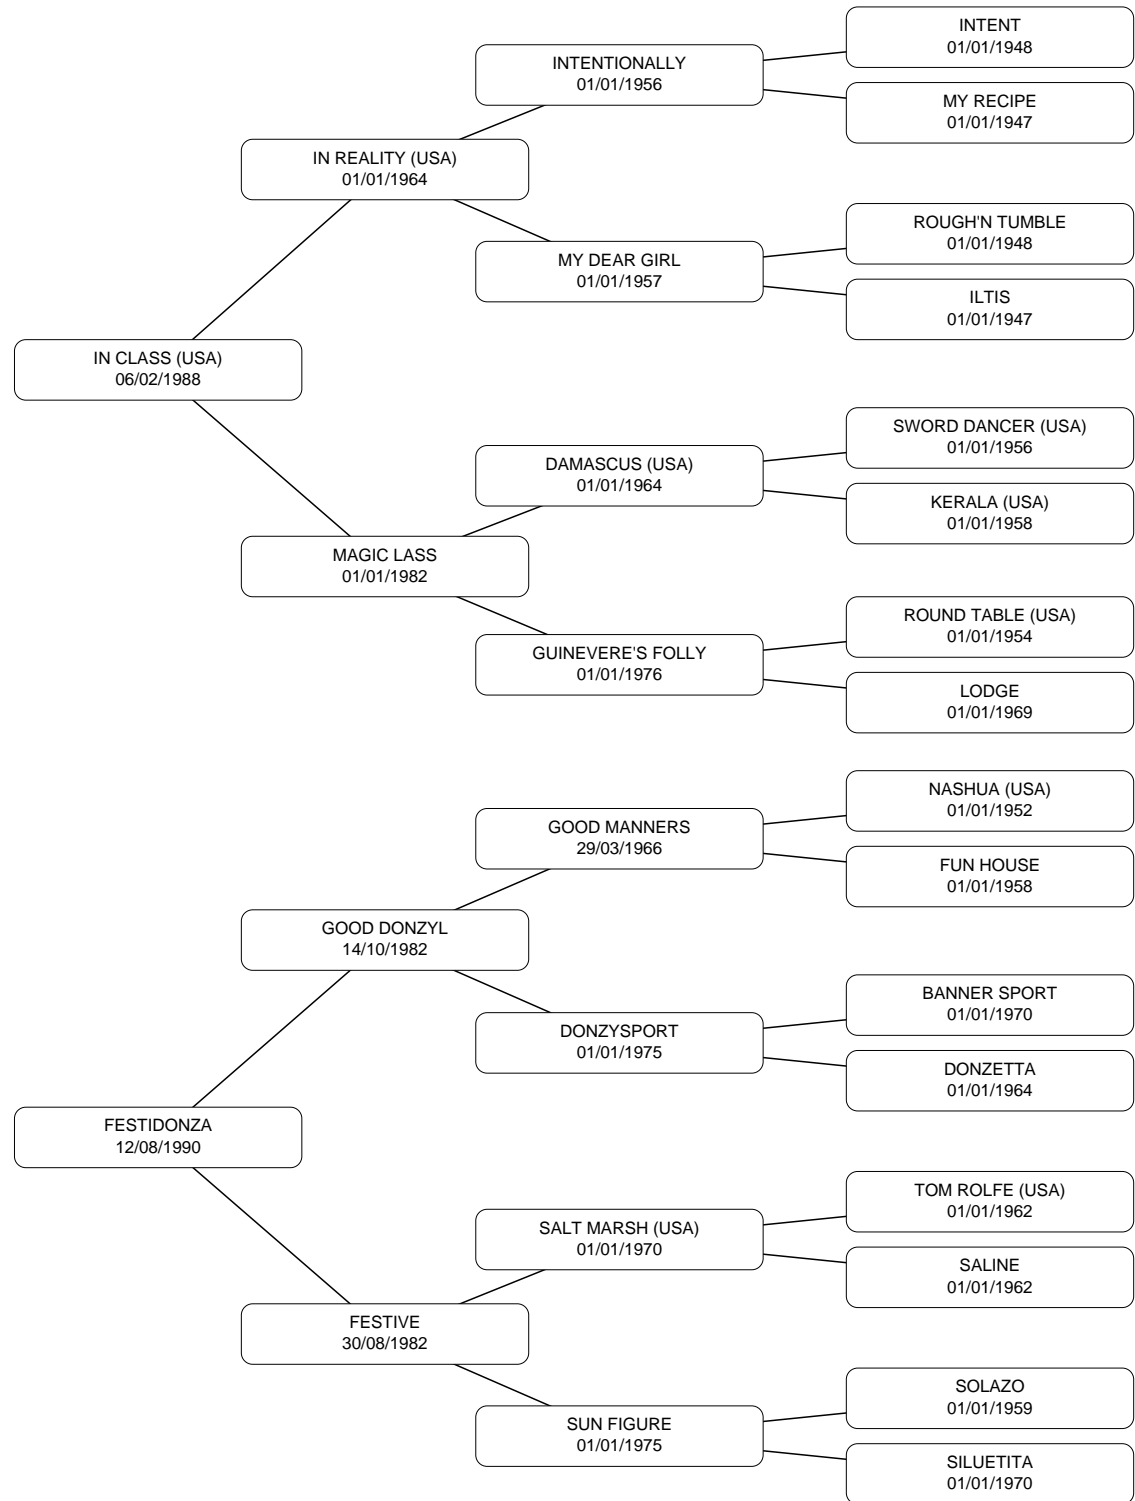 INTENT
01/01/1948
INTENTIONALLY
01/01/1956
MY RECIPE
01/01/1947
IN REALITY (USA)
01/01/1964
ROUGH'N TUMBLE
01/01/1948
MY DEAR GIRL
01/01/1957
ILTIS
01/01/1947
IN CLASS (USA)
06/02/1988
SWORD DANCER (USA)
01/01/1956
DAMASCUS (USA)
01/01/1964
KERALA (USA)
01/01/1958
MAGIC LASS
01/01/1982
ROUND TABLE (USA)
01/01/1954
GUINEVERE'S FOLLY
01/01/1976
LODGE
01/01/1969
NASHUA (USA)
01/01/1952
GOOD MANNERS
29/03/1966
FUN HOUSE
01/01/1958
GOOD DONZYL
14/10/1982
BANNER SPORT
01/01/1970
DONZYSPORT
01/01/1975
DONZETTA
01/01/1964
FESTIDONZA
12/08/1990
TOM ROLFE (USA)
01/01/1962
SALT MARSH (USA)
01/01/1970
SALINE
01/01/1962
FESTIVE
30/08/1982
SOLAZO
01/01/1959
SUN FIGURE
01/01/1975
SILUETITA
01/01/1970